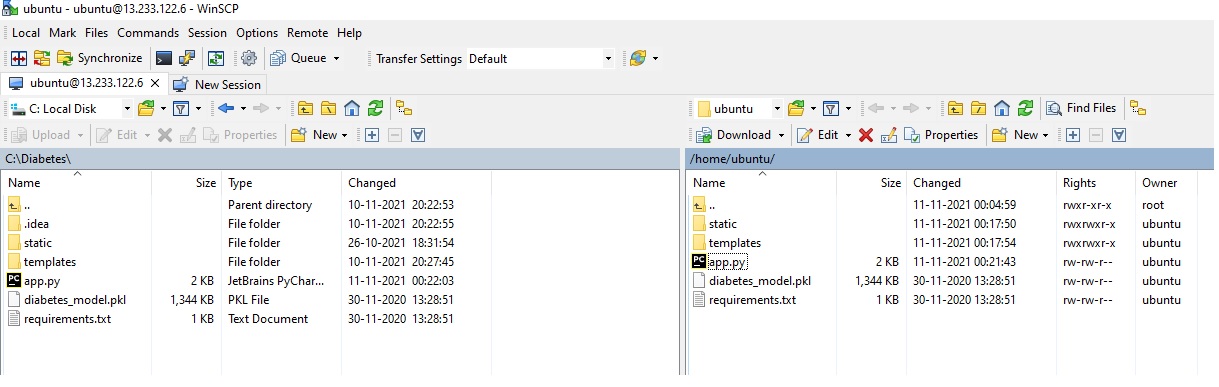 ubuntu - ubuntu@13.233.122.6 - WinSCP
Local Mark Files Commands Session Options Remote Help
Synchronize Queue Transfer Settings Default
ubuntu@13.233.122.6 New Session
C: Local Disk ubuntu Find Files
Upload Edit Properties New Download Edit Properties New
C:\Diabetes\ /home/ubuntu/
Name Size Type Changed Name Size Changed Rights Owner
.. Parent directory 10-11-2021 20:22:53 .. 11-11-2021 00:04:59 rwxr-xr-x root
.idea File folder 10-11-2021 20:22:55 static 11-11-2021 00:17:50 rwxrwxr-x ubuntu
static File folder 26-10-2021 18:31:54 templates 11-11-2021 00:17:54 rwxrwxr-x ubuntu
templates File folder 10-11-2021 20:27:45 PC app.py 2 KB 11-11-2021 00:21:43 rw-rw-r-- ubuntu
PC app.py 2 KB JetBrains PyChar... 11-11-2021 00:22:03 diabetes_model.pkl 1,344 KB 30-11-2020 13:28:51 rw-rw-r-- ubuntu
diabetes_model.pkl 1,344 KB PKL File 30-11-2020 13:28:51 requirements.txt 1 KB 30-11-2020 13:28:51 rw-rw-r-- ubuntu
requirements.txt 1 KB Text Document 30-11-2020 13:28:51